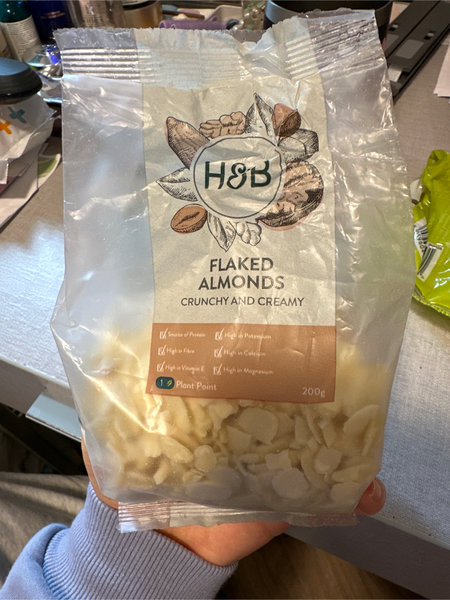 H&B
FLAKED
ALMONDS
CRUNCHY AND CREAMY
Source of Protein
High in Potassium
High in Fibre
High in Calcium
High in Vitamin E
High in Magnesium
1 Plant Point
200g